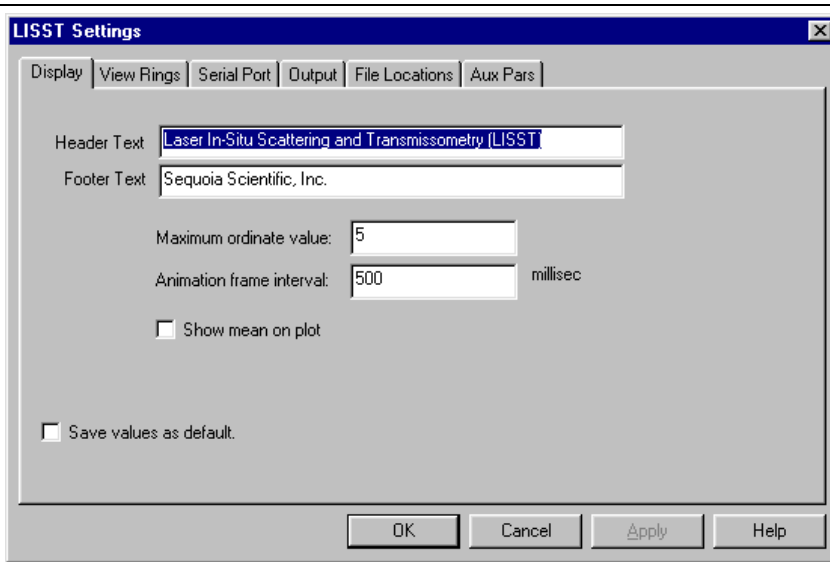 LISST Settings
Display View Rings Serial Port Output File Locations Aux Pars
Header Text Laser In-Situ Scattering and Transmissometry (LISST)
Footer Text Sequoia Scientific, Inc.
Maximum ordinate value: 5
Animation frame interval: 500 millisec
Show mean on plot
Save values as default.
OK Cancel Apply Help